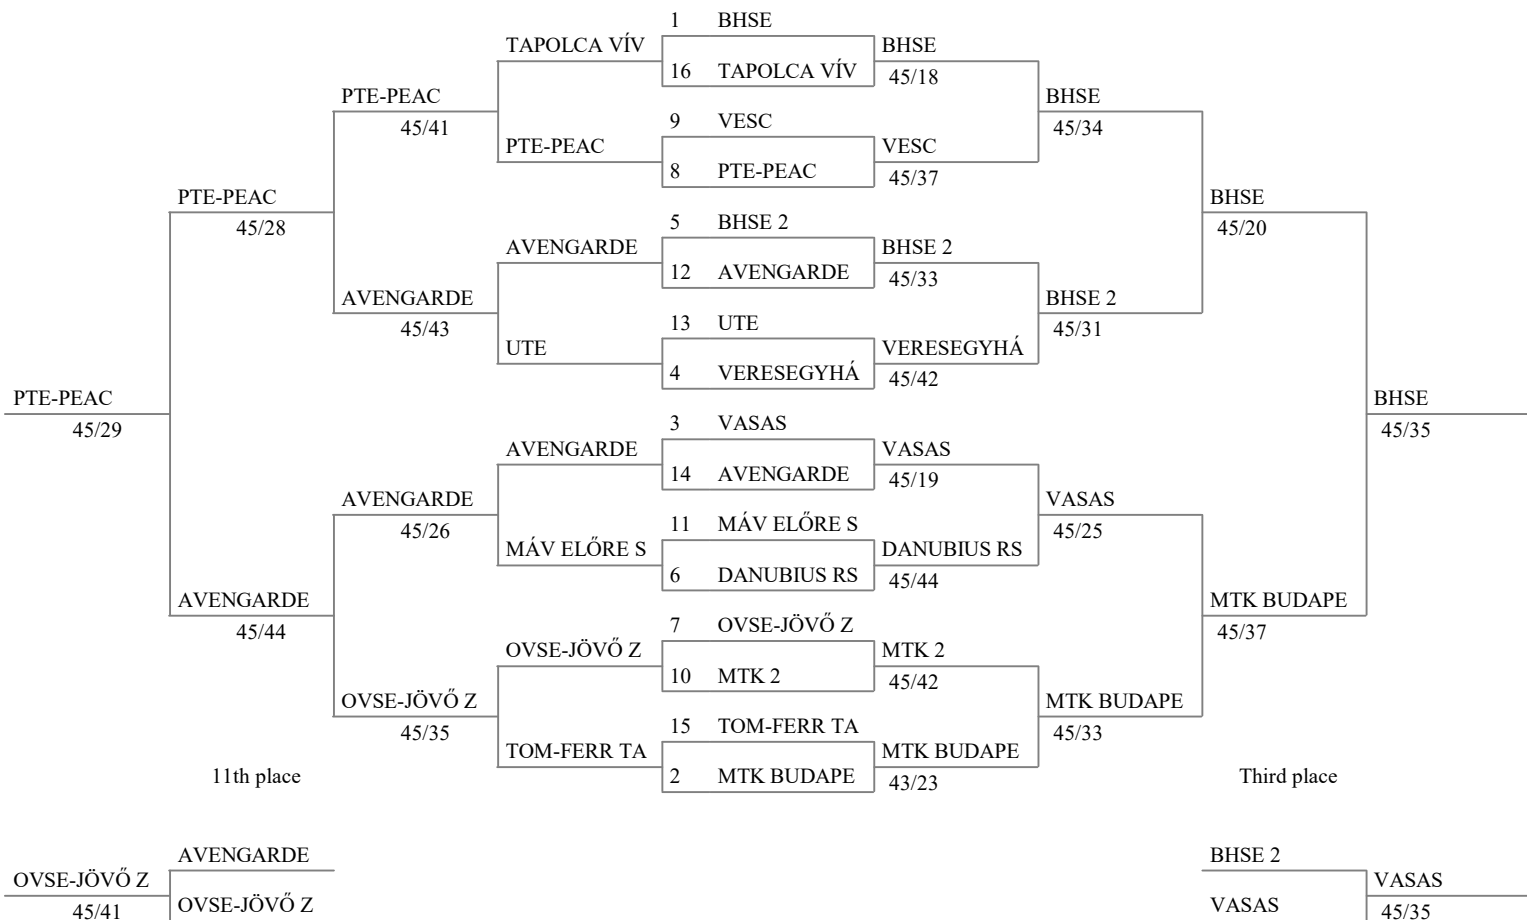 1 BHSE
TAPOLCA VÍV BHSE
16 TAPOLCA VÍV 45/18
PTE-PEAC BHSE
45/41 9 VESC 45/34
PTE-PEAC VESC
8 PTE-PEAC 45/37
PTE-PEAC BHSE
45/28 5 BHSE 2 45/20
AVENGARDE BHSE 2
12 AVENGARDE 45/33
AVENGARDE BHSE 2
45/43 13 UTE 45/31
UTE VERESEGYHÁ
4 VERESEGYHÁ 45/42
PTE-PEAC BHSE
45/29 3 VASAS 45/35
AVENGARDE VASAS
14 AVENGARDE 45/19
AVENGARDE VASAS
45/26 11 MÁV ELŐRE S 45/25
MÁV ELŐRE S DANUBIUS RS
6 DANUBIUS RS 45/44
AVENGARDE MTK BUDAPE
45/44 7 OVSE-JÖVŐ Z 45/37
OVSE-JÖVŐ Z MTK 2
10 MTK 2 45/42
OVSE-JÖVŐ Z MTK BUDAPE
45/35 15 TOM-FERR TA 45/33
TOM-FERR TA MTK BUDAPE
11th place 2 MTK BUDAPE 43/23 Third place
AVENGARDE BHSE 2
OVSE-JÖVŐ Z VASAS
45/41 OVSE-JÖVŐ Z VASAS 45/35